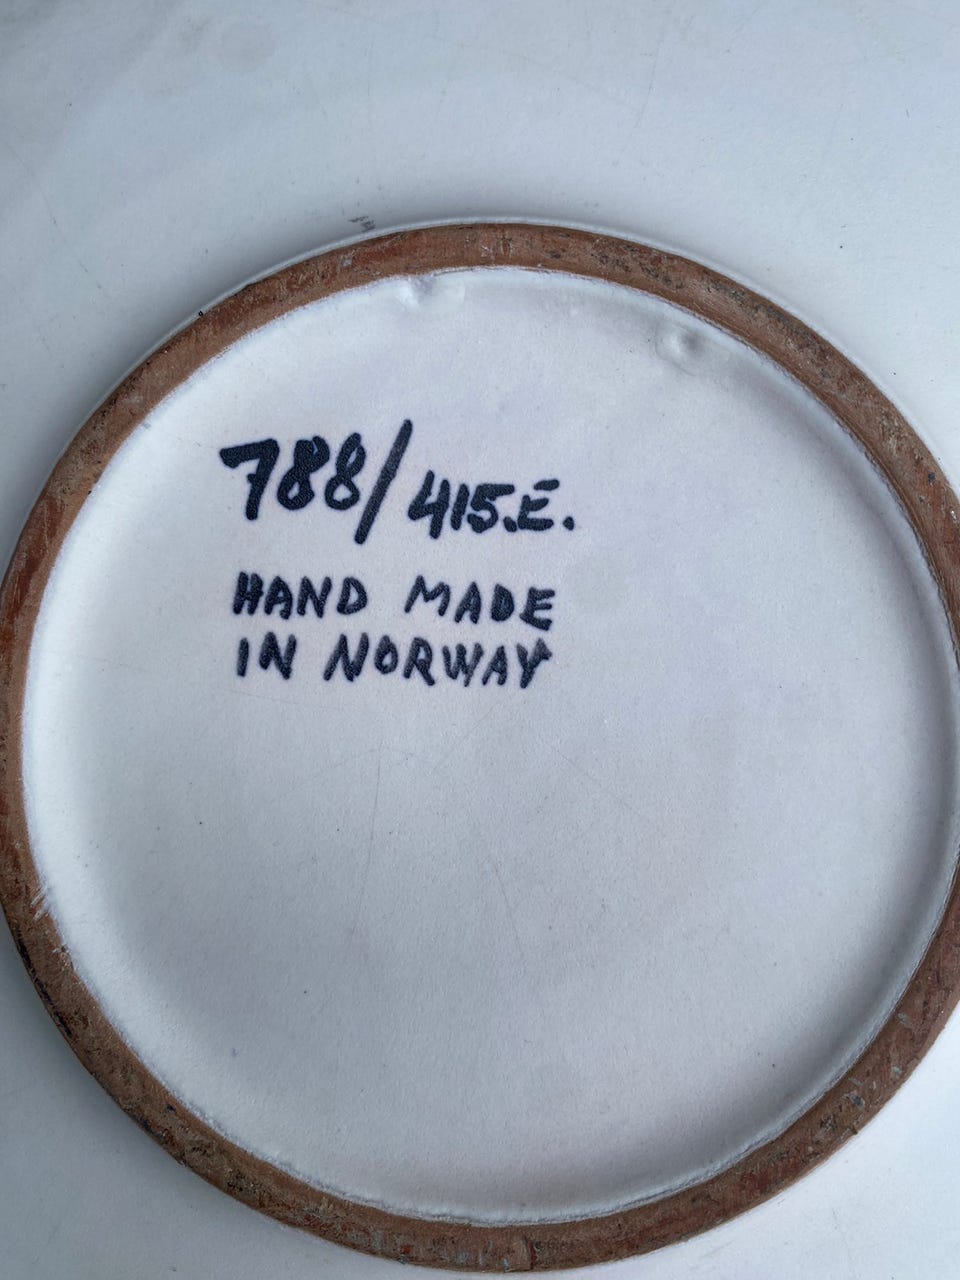 788/415.E.
HAND MADE
IN NORWAY